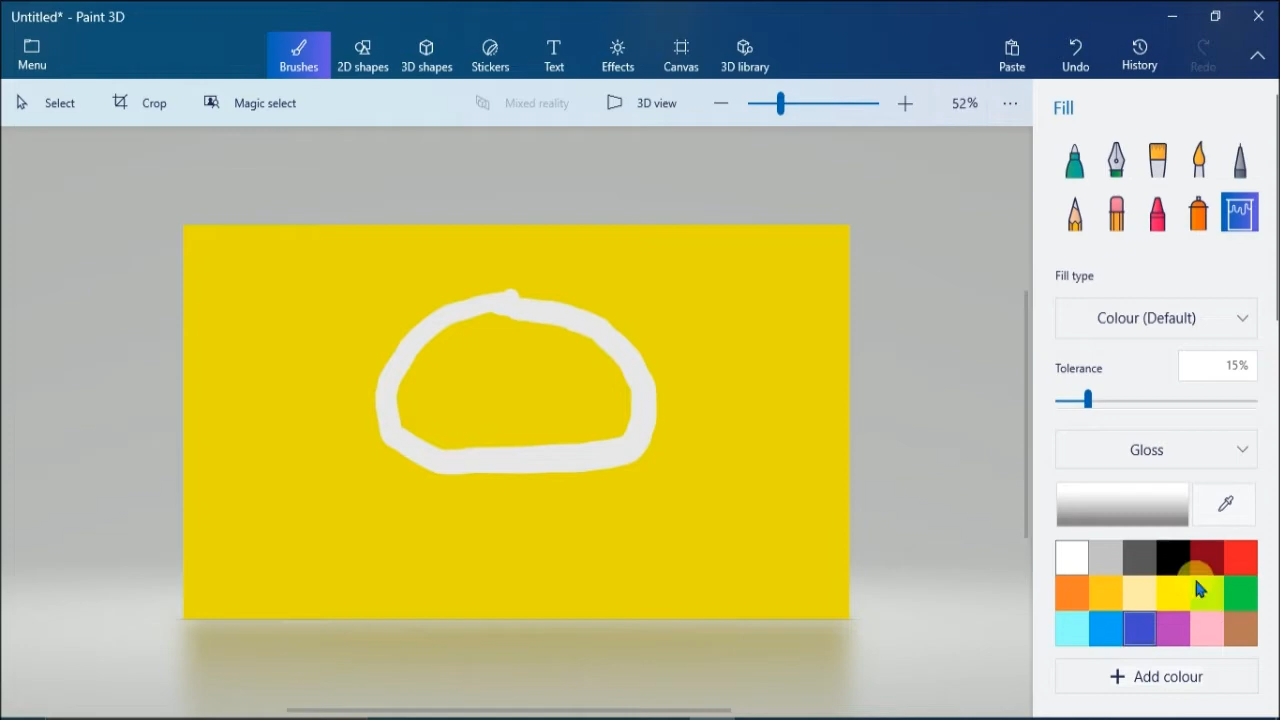 Untitled* - Paint 3D
Menu
Brushes
2D shapes
3D shapes
Stickers
Text
Effects
Canvas
3D library
Paste
Undo
History
Redo
Select
Crop
Magic select
Mixed reality
3D view
52%
Fill
Fill type
Colour (Default)
Tolerance
15%
Gloss
Add colour